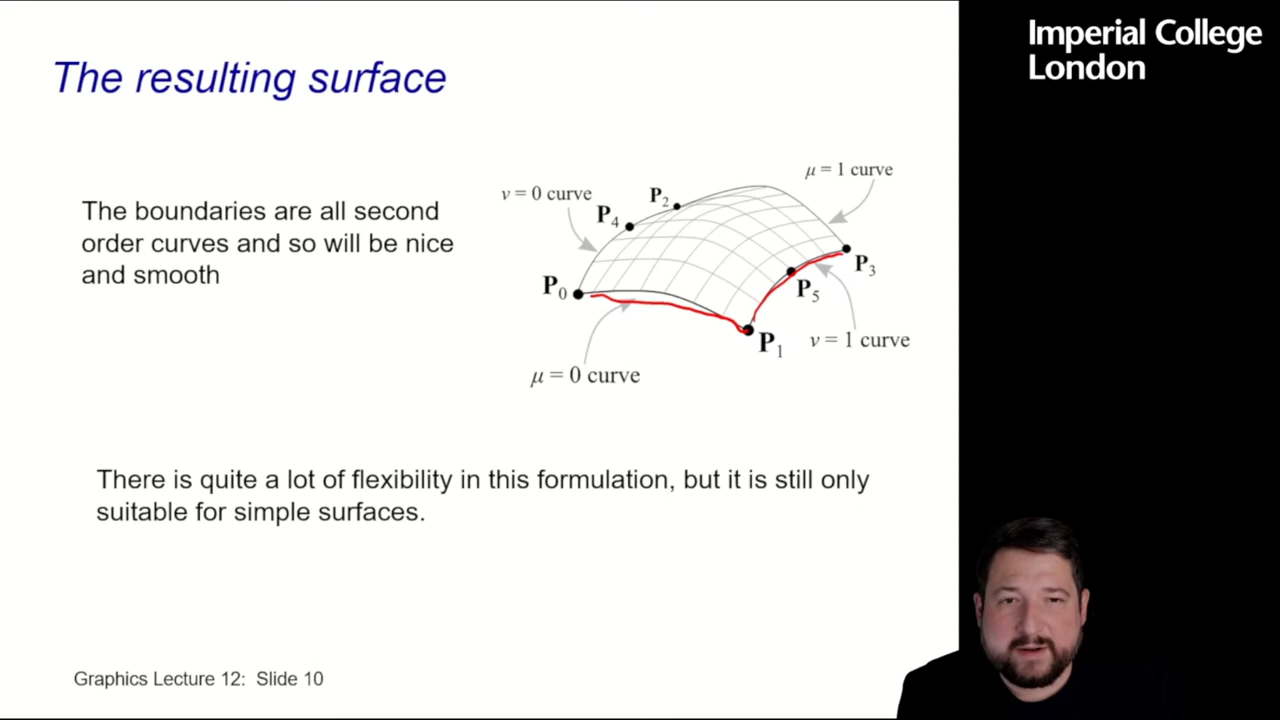 Imperial College
London
The resulting surface
The boundaries are all second
order curves and so will be nice
and smooth
μ = 1 curve
ν = 0 curve
P2
P4
P0
P3
P5
P1
ν = 1 curve
μ = 0 curve
There is quite a lot of flexibility in this formulation, but it is still only
suitable for simple surfaces.
Graphics Lecture 12: Slide 10